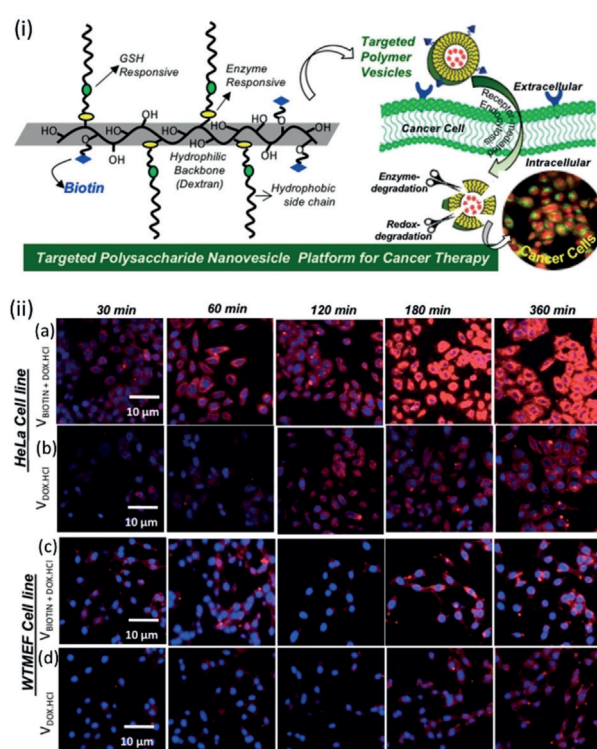 (i)
GSH
Responsive
Enzyme
Responsive
OH
OH
HO
OH
HO
OH
HO
OH
OH
OH
Biotin
Hydrophilic
Backbone
(Dextran)
Hydrophobic
side chain
Targeted
Polymer
Vesicles
Extracellular
Cancer Cell
Receptor mediated
Endocytosis
Intracellular
Enzyme-
degradation
Redox-
degradation
Cancer Cells
Targeted Polysaccharide Nanovesicle Platform for Cancer Therapy
(ii)
30 min
60 min
120 min
180 min
360 min
HeLa Cell line
(a)
VBIOTIN + DOX.HCl
10 µm
(b)
VDOX.HCl
10 µm
WTMEF Cell line
(c)
VBIOTIN + DOX.HCl
10 µm
(d)
VDOX.HCl
10 µm